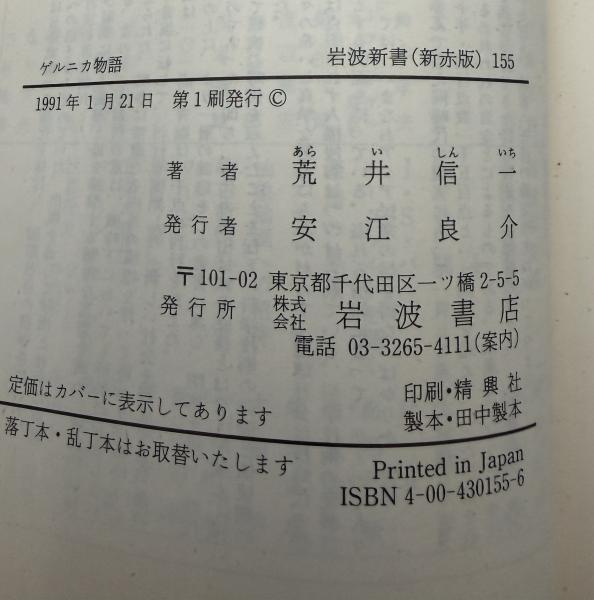 ゲルニカ物語 岩波新書(新赤版) 155
1991年1月21日 第1刷発行©
あら い しん いち
著者 荒井信一
発行者 安江良介
〒101-02 東京都千代田区一ツ橋2-5-5
発行所 株式会社 岩波書店
電話 03-3265-4111(案内)
印刷・精興社
製本・田中製本
定価はカバーに表示してあります
落丁本・乱丁本はお取替いたします
Printed in Japan
ISBN 4-00-430155-6